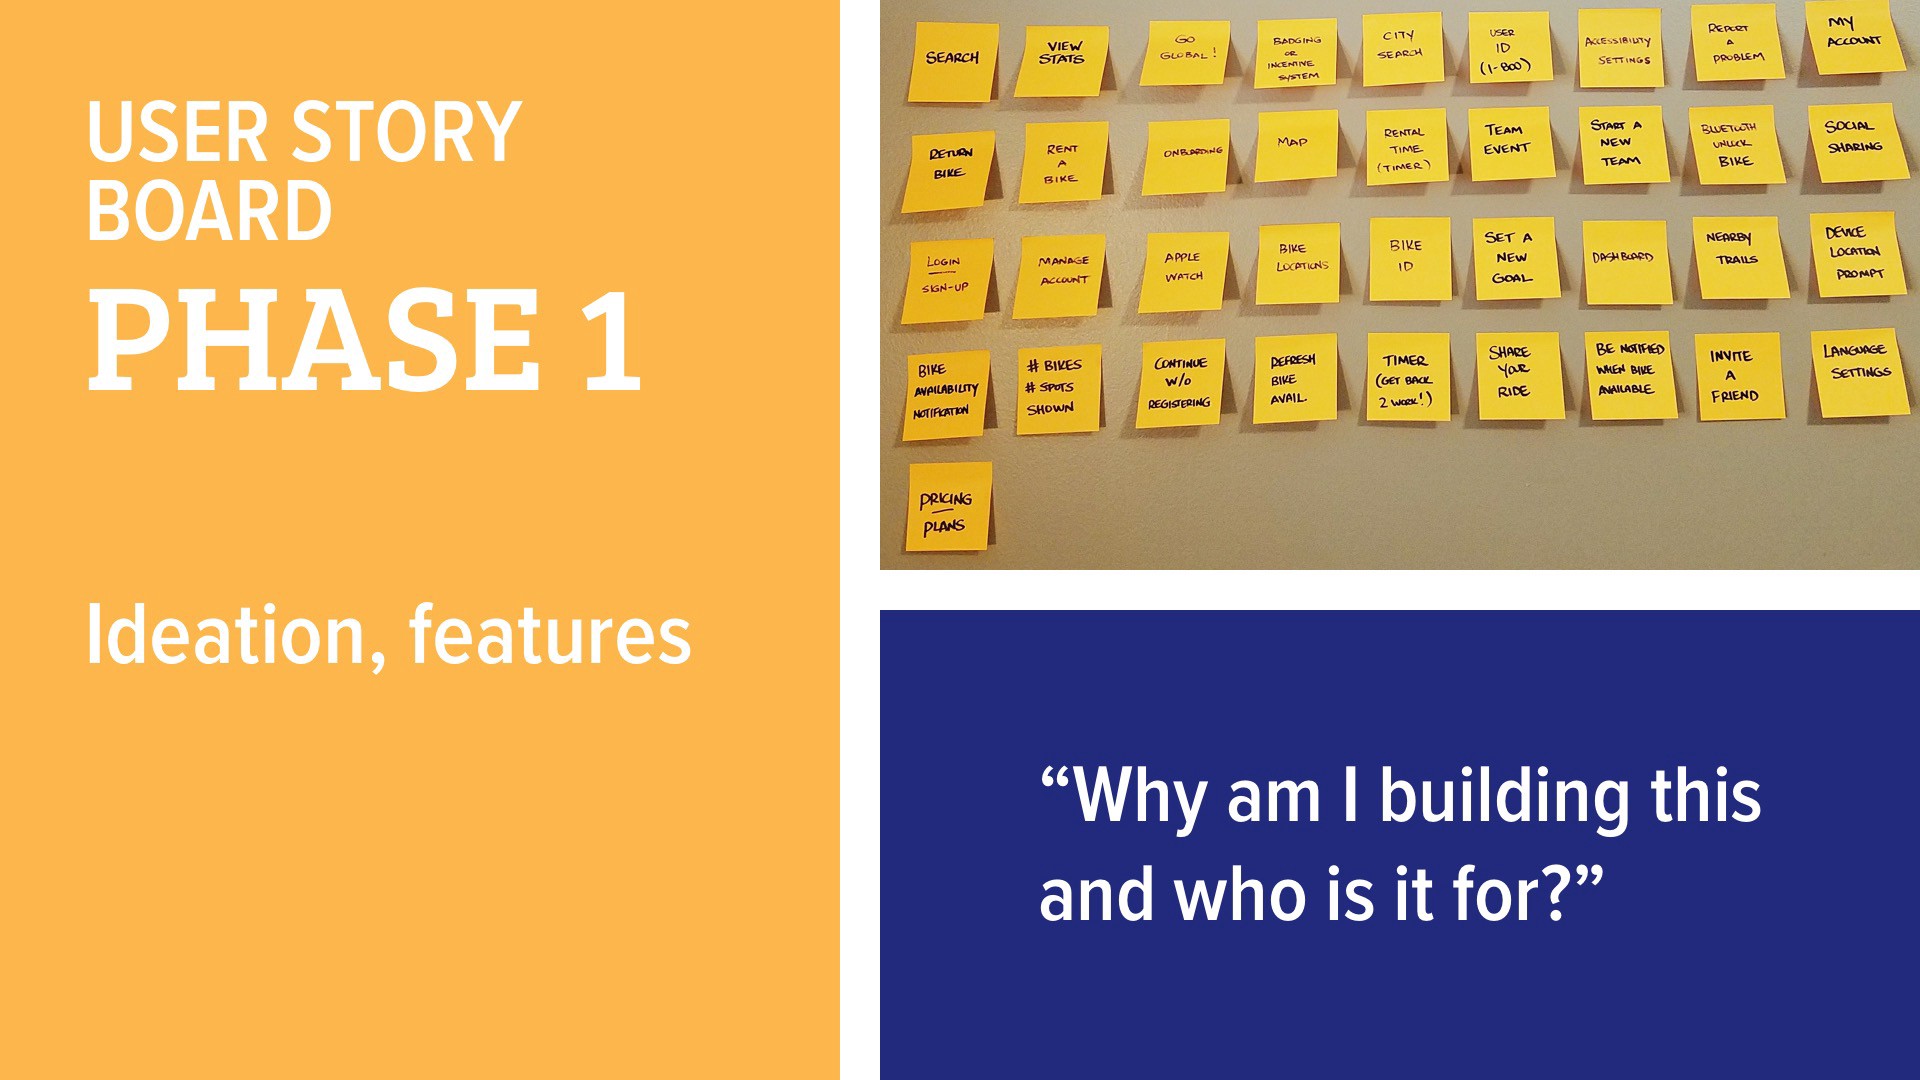 USER STORY
BOARD
PHASE 1
Ideation, features
SEARCH
VIEW
STATS
GO
GLOBAL!
BADGING
OR
INCENTIVE
SYSTEM
CITY
SEARCH
USER
ID
(1-800)
ACCESSIBILITY
SETTINGS
REPORT
A
PROBLEM
MY
ACCOUNT
RETURN
BIKE
RENT
A
BIKE
ONBOARDING
MAP
RENTAL
TIME
(TIMER)
TEAM
EVENT
START A
NEW
TEAM
BLUETOUTH
UNLOCK
BIKE
SOCIAL
SHARING
LOGIN
SIGN-UP
MANAGE
ACCOUNT
APPLE
WATCH
BIKE
LOCATIONS
BIKE
ID
SET A
NEW
GOAL
DASHBOARD
NEARBY
TRAILS
DEVICE
LOCATION
PROMPT
BIKE
AVAILABILITY
NOTIFICATION
# BIKES
# SPOTS
SHOWN
CONTINUE
W/O
REGISTERING
REFRESH
BIKE
AVAIL.
TIMER
(GET BACK
2 WORK!)
SHARE
YOUR
RIDE
BE NOTIFIED
WHEN BIKE
AVAILABLE
INVITE
A
FRIEND
LANGUAGE
SETTINGS
PRICING
PLANS
“Why am I building this
and who is it for?”